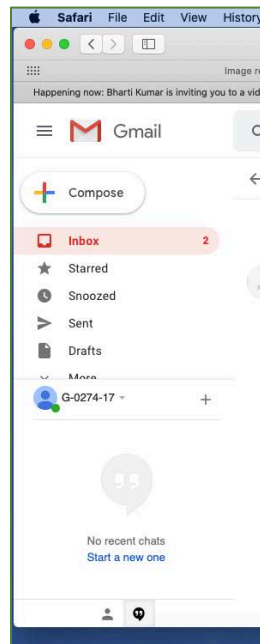 Safari File Edit View History
Image re
Happening now: Bharti Kumar is inviting you to a vid
Gmail
Compose
Inbox 2
Starred
Snoozed
Sent
Drafts
More
G-0274-17
No recent chats
Start a new one